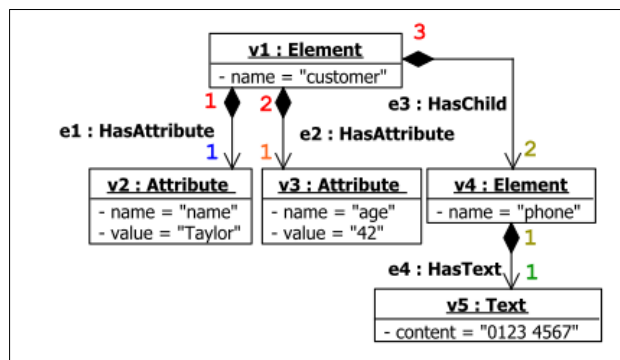 3
v1 : Element
- name = "customer"
1 2
e3 : HasChild
e1 : HasAttribute
e2 : HasAttribute
1 1 2
v2 : Attribute
- name = "name"
- value = "Taylor"
v3 : Attribute
- name = "age"
- value = "42"
v4 : Element
- name = "phone"
1
e4 : HasText
1
v5 : Text
- content = "0123 4567"